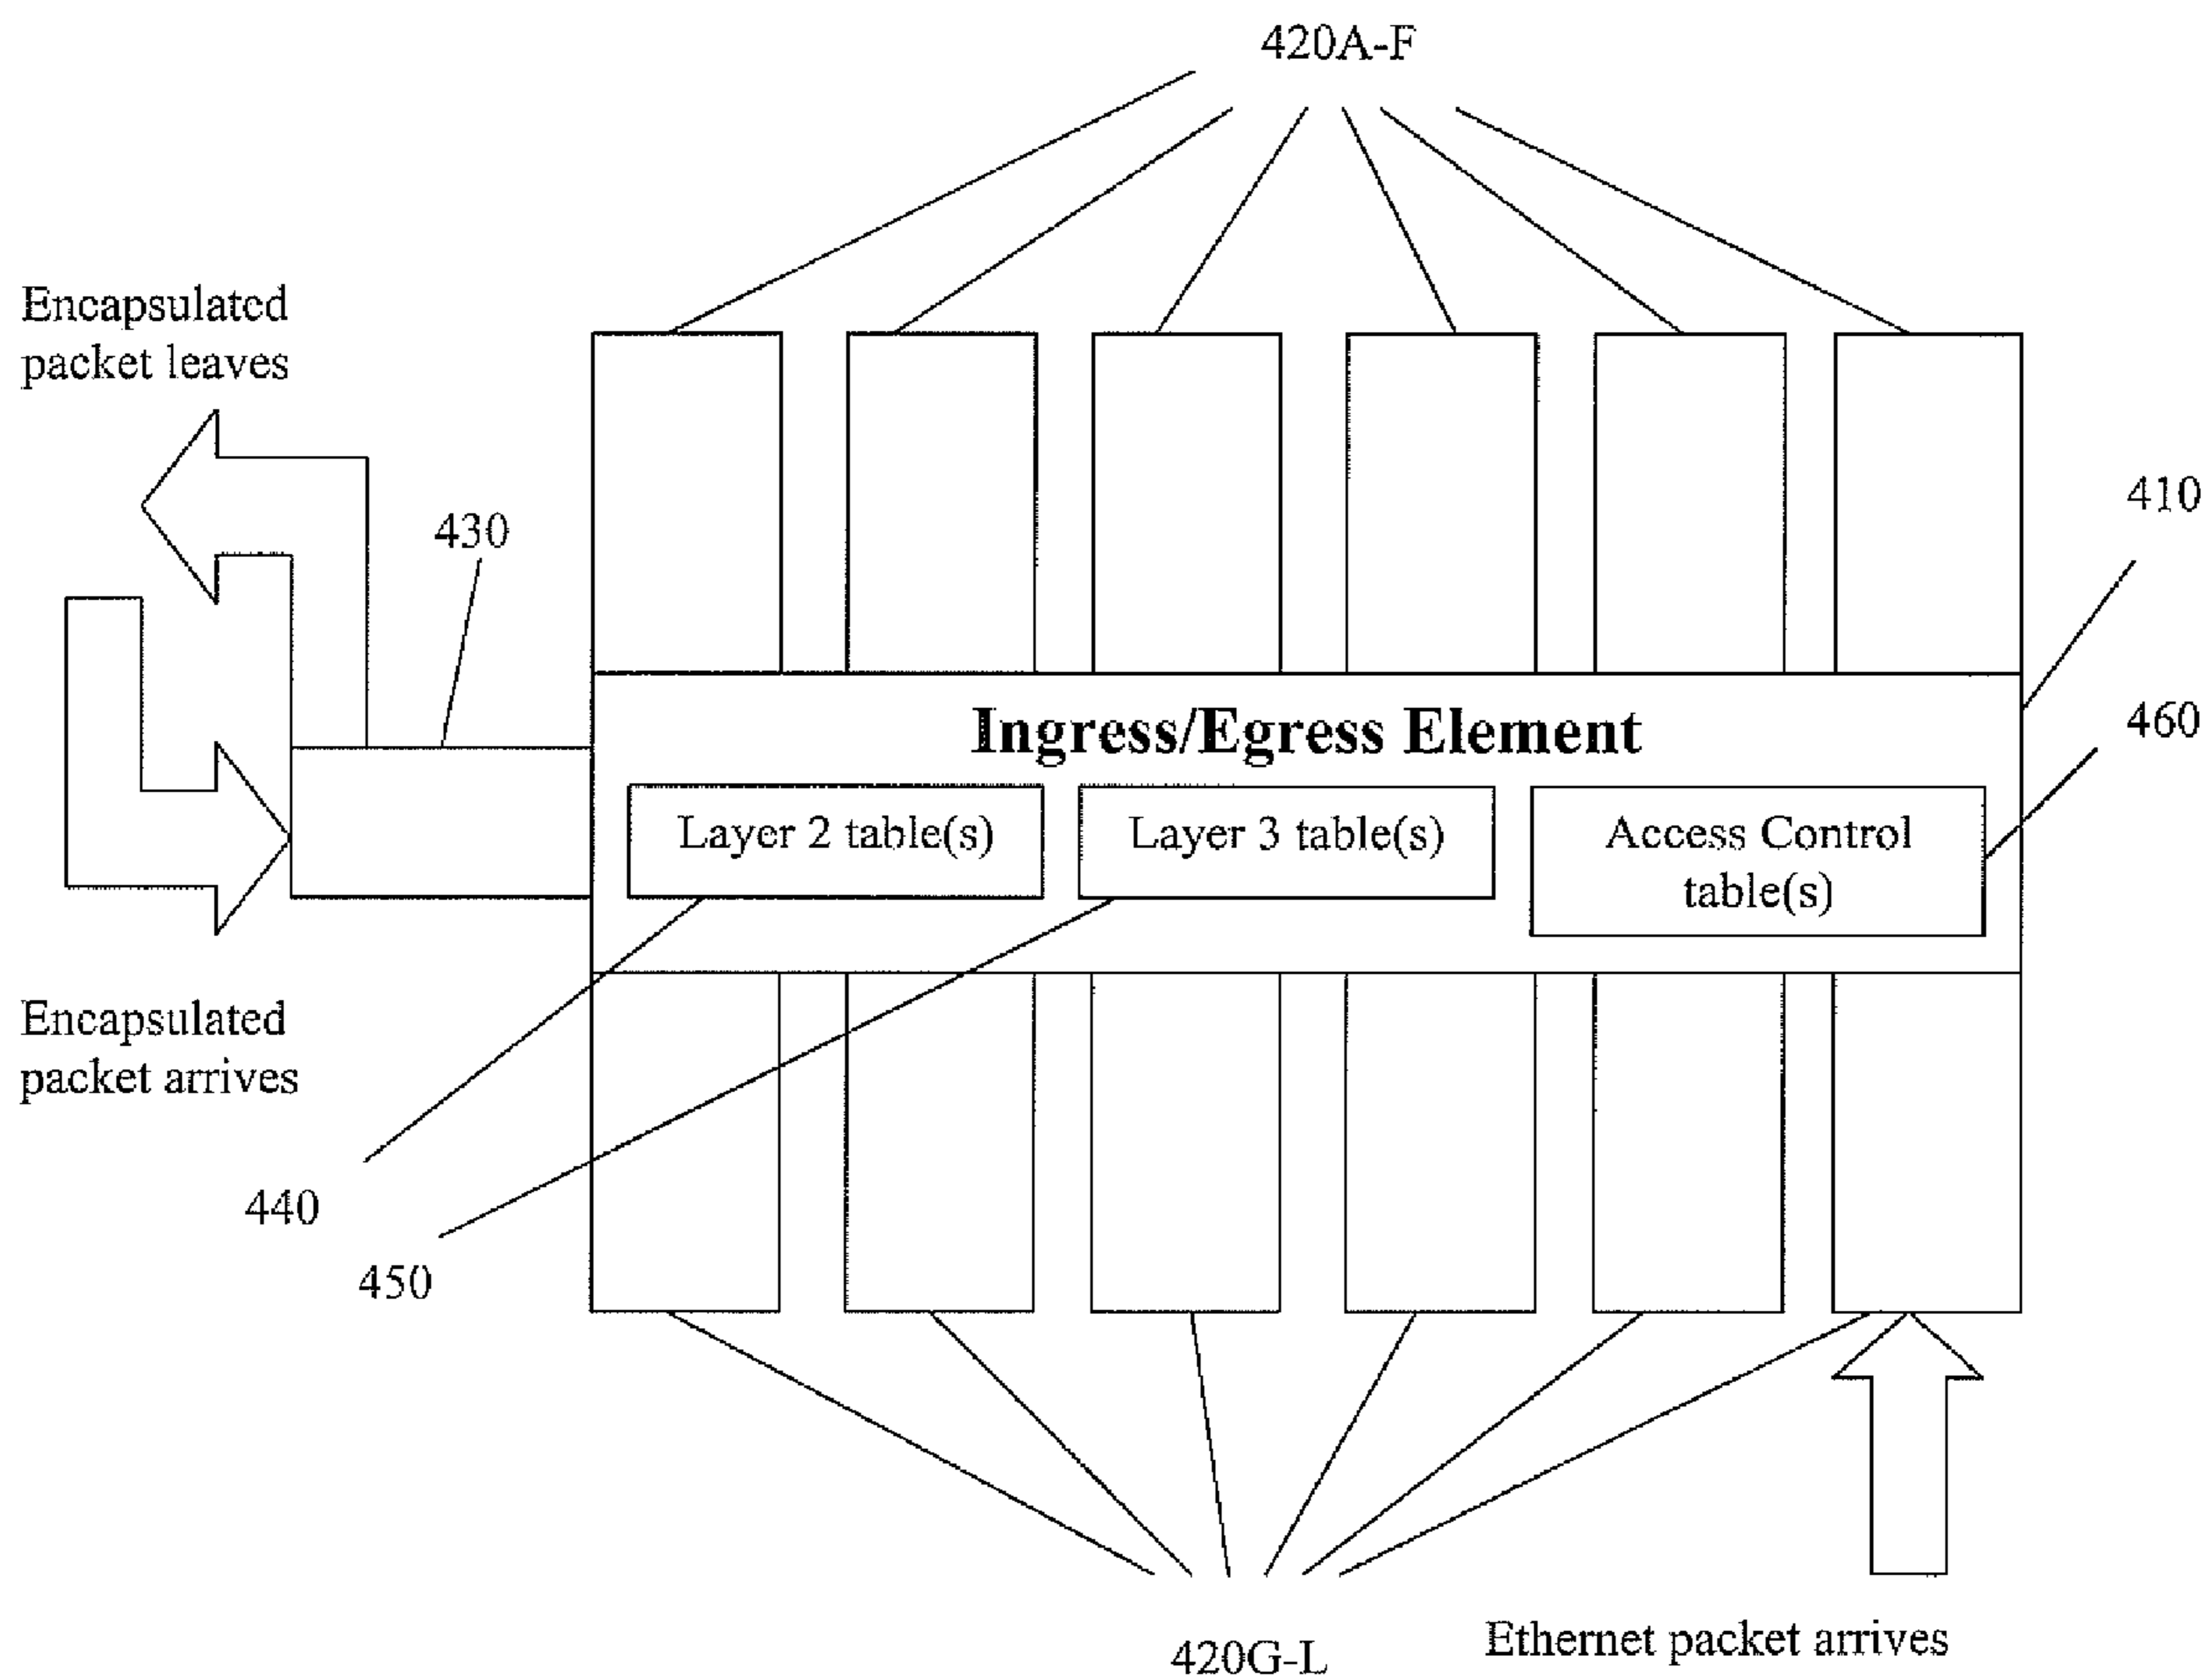 420A-F
Encapsulated
packet leaves
430
410
460
Ingress/Egress Element
Layer 2 table(s)
Layer 3 table(s)
Access Control
table(s)
Encapsulated
packet arrives
440
450
420G-L
Ethernet packet arrives